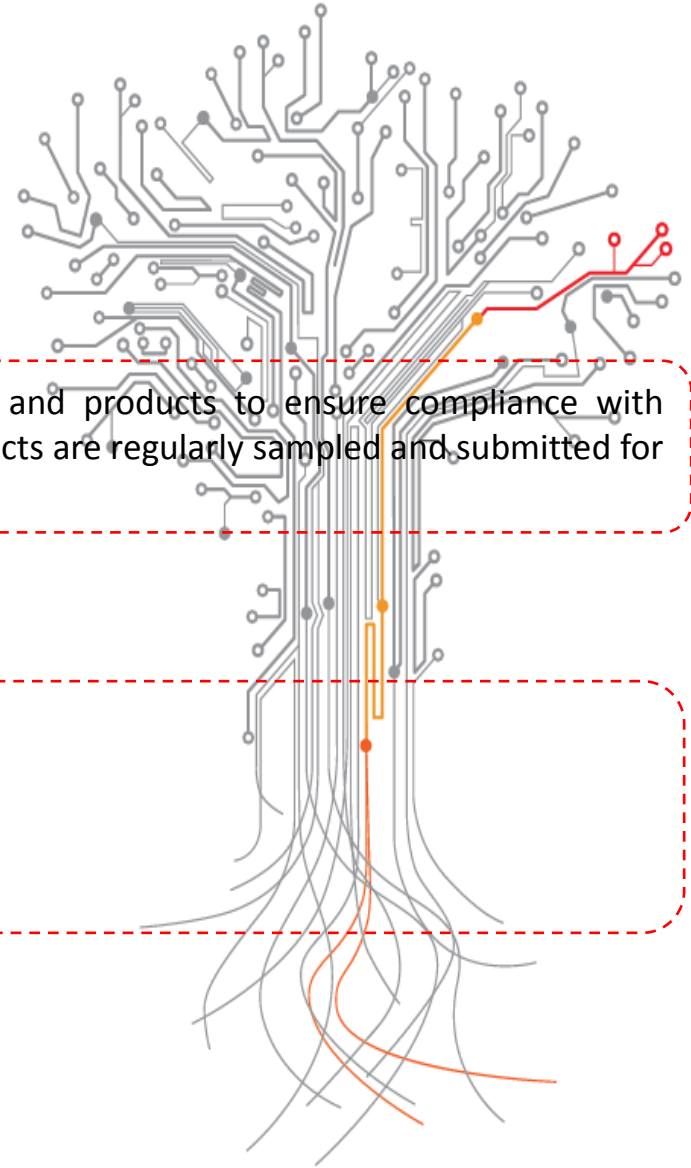 and products to ensure compliance with
cts are regularly sampled and submitted for